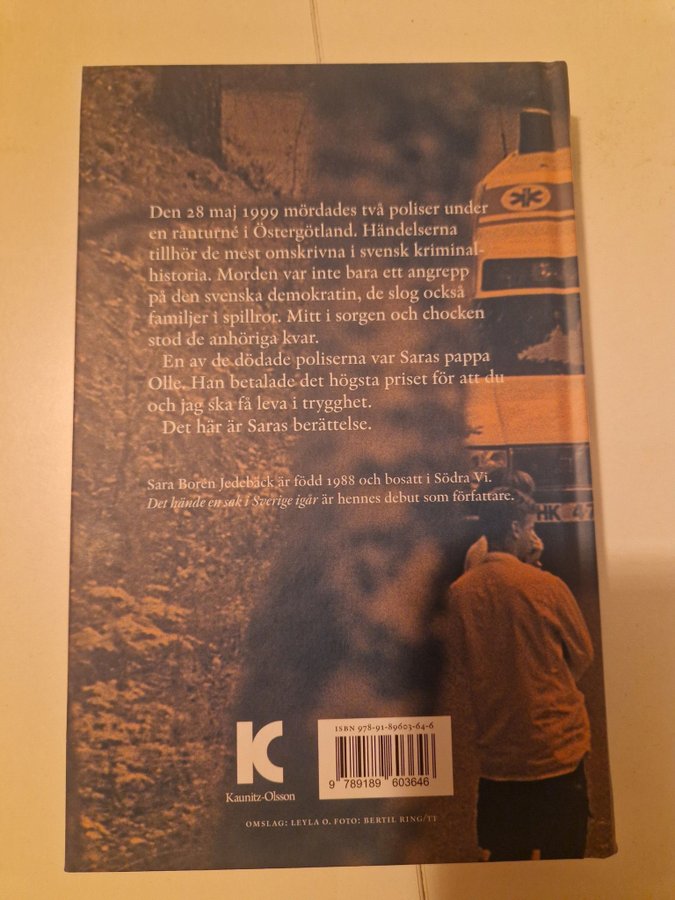 Den 28 maj 1999 mördades två poliser under
en rånturné i Östergötland. Händelserna
tillhör de mest omskrivna i svensk kriminal-
historia. Morden var inte bara ett angrepp
på den svenska demokratin, de slog också
familjer i spillror. Mitt i sorgen och chocken
stod de anhöriga kvar.
En av de dödade poliserna var Saras pappa
Olle. Han betalade det högsta priset för att du
och jag ska få leva i trygghet.
Det här är Saras berättelse.
Sara Borén Jedebäck är född 1988 och bosatt i Södra Vi.
Det hände en sak i Sverige igår är hennes debut som författare.
HK 47
K
Kaunitz-Olsson
ISBN 978-91-89603-64-6
9 789189 603646
OMSLAG: LEYLA O. FOTO: BERTIL RING/TT